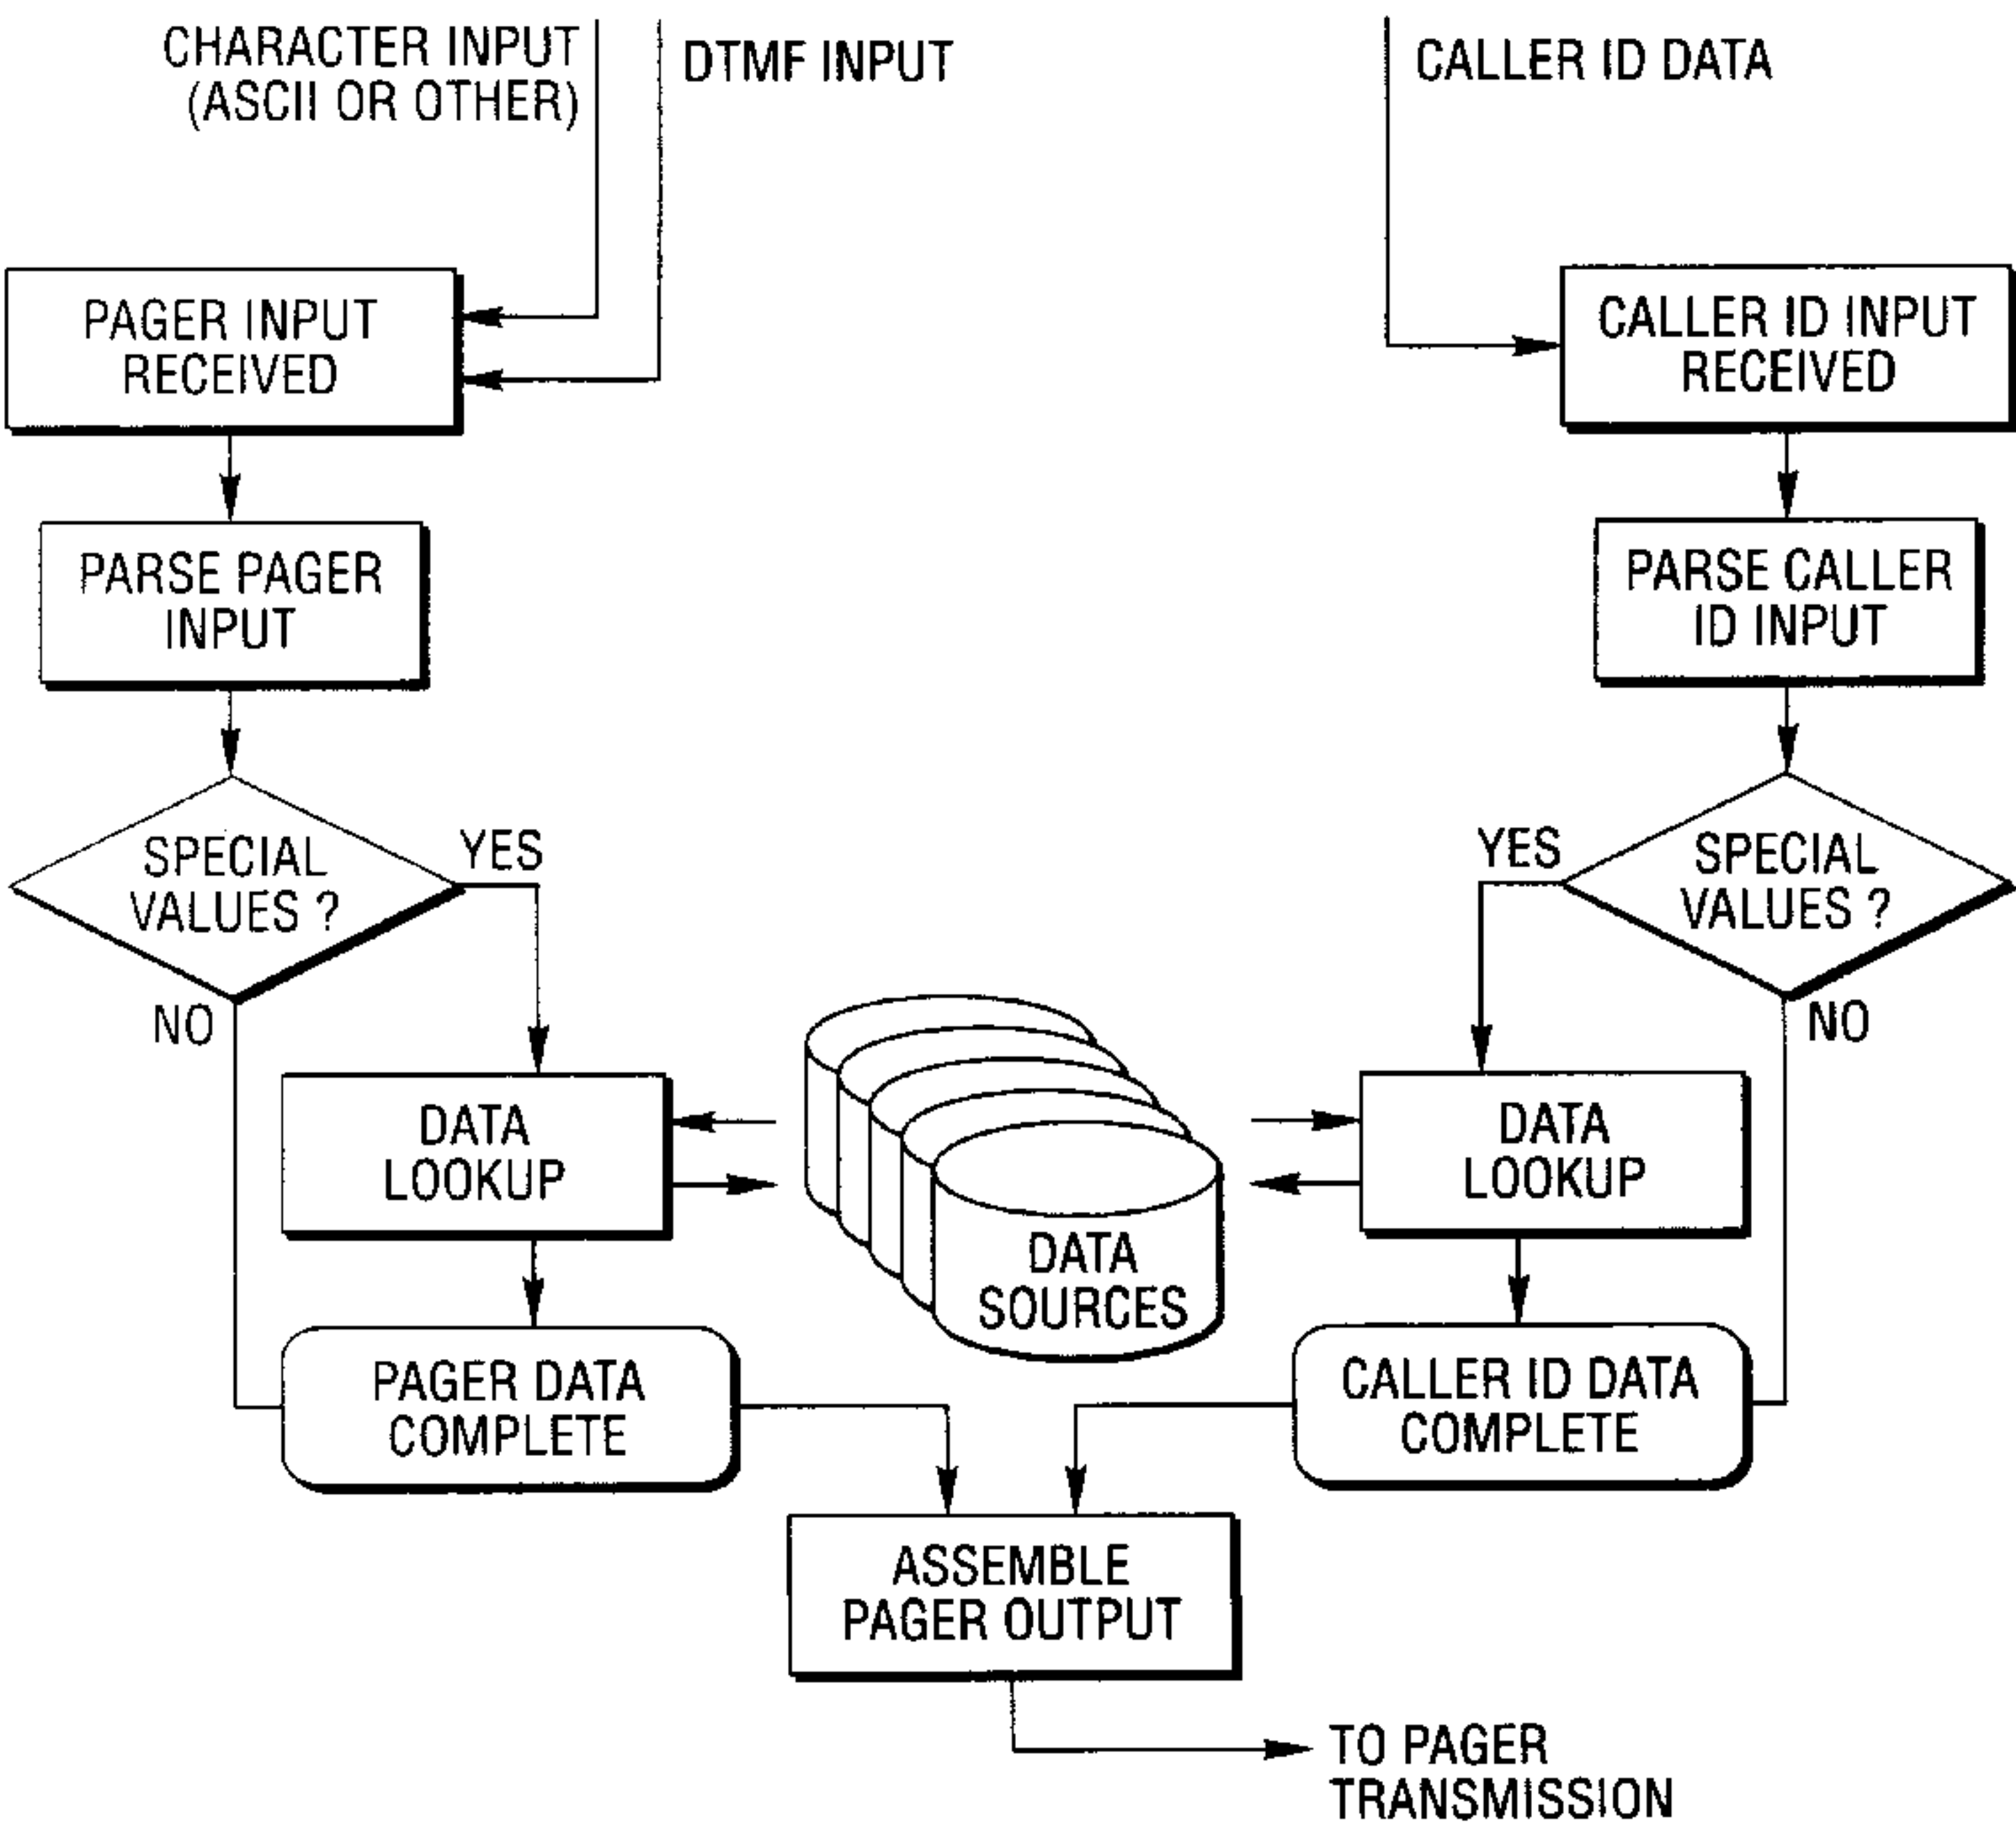 CHARACTER INPUT
(ASCII OR OTHER)
DTMF INPUT
CALLER ID DATA
PAGER INPUT
RECEIVED
CALLER ID INPUT
RECEIVED
PARSE PAGER
INPUT
PARSE CALLER
ID INPUT
SPECIAL
VALUES ?
YES
NO
YES
SPECIAL
VALUES ?
NO
DATA
LOOKUP
DATA
SOURCES
DATA
LOOKUP
PAGER DATA
COMPLETE
CALLER ID DATA
COMPLETE
ASSEMBLE
PAGER OUTPUT
TO PAGER
TRANSMISSION